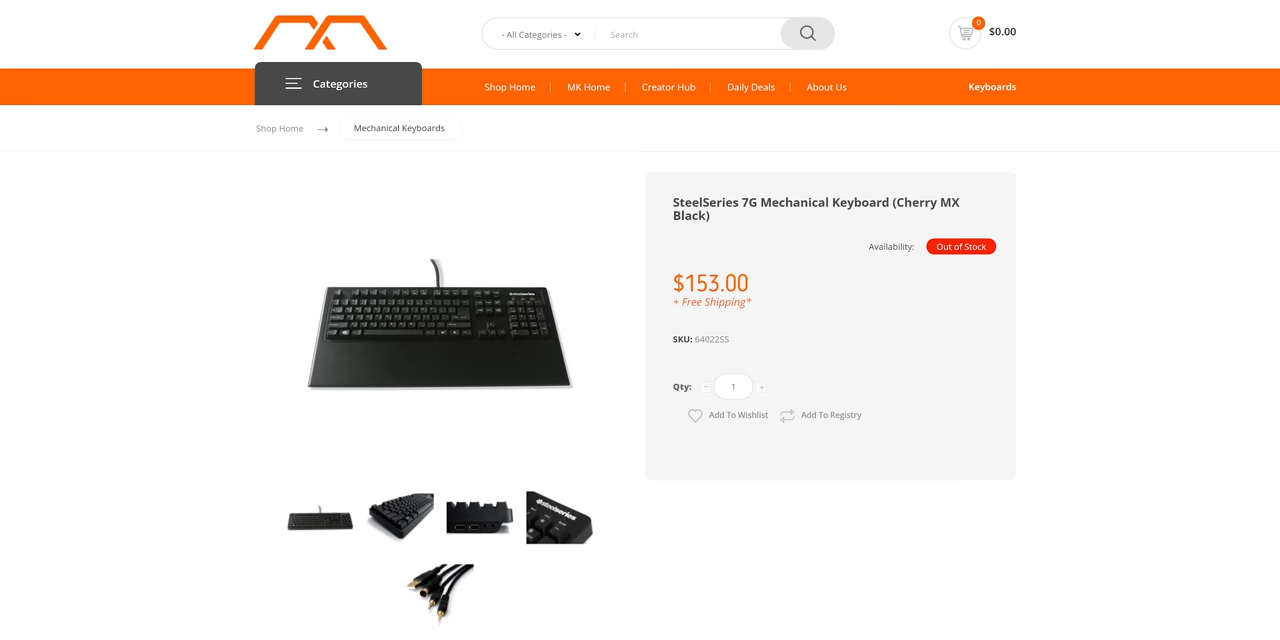 - All Categories -
Search
0
$0.00
Categories
Shop Home
MK Home
Creator Hub
Daily Deals
About Us
Keyboards
Shop Home
Mechanical Keyboards
SteelSeries 7G Mechanical Keyboard (Cherry MX
Black)
Availability:
Out of Stock
$153.00
+ Free Shipping*
SKU: 64022SS
Qty:
-
1
+
Add To Wishlist
Add To Registry
steelseries
steelseries